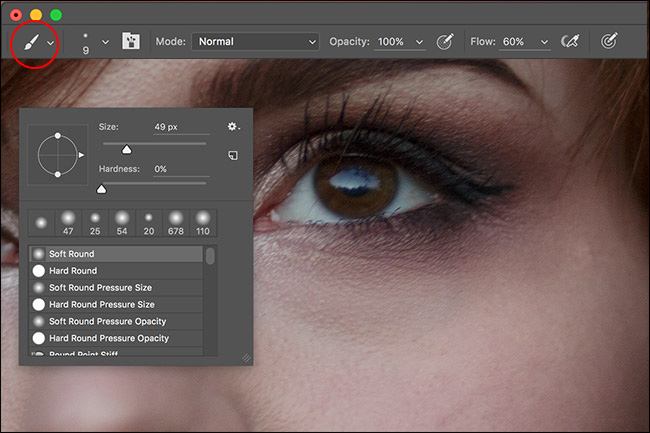 9
Mode: Normal Opacity: 100% Flow: 60%
Size: 49 px
Hardness: 0%
47 25 54 20 678 110
Soft Round
Hard Round
Soft Round Pressure Size
Hard Round Pressure Size
Soft Round Pressure Opacity
Hard Round Pressure Opacity
Round Point Stiff